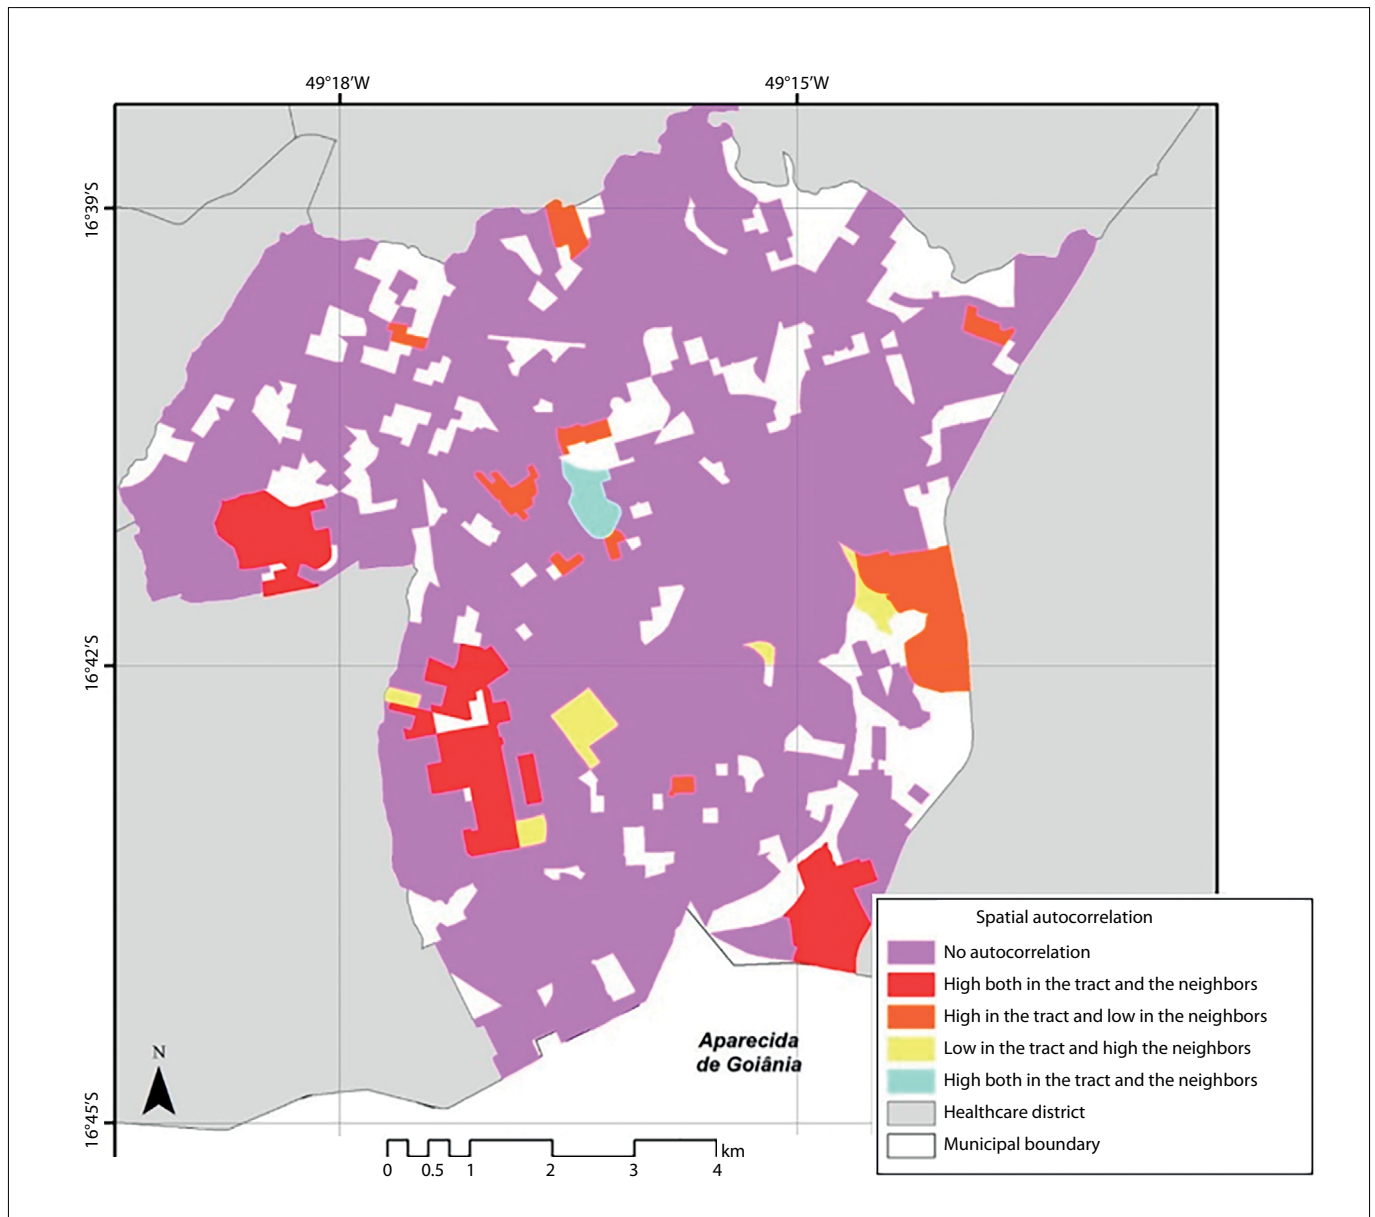 49°18'W
49°15'W
16°39'S
16°42'S
16°45'S
Spatial autocorrelation
No autocorrelation
High both in the tract and the neighbors
High in the tract and low in the neighbors
Low in the tract and high the neighbors
High both in the tract and the neighbors
Healthcare district
Municipal boundary
Aparecida
de Goiânia
N
km
0 0.5 1 2 3 4